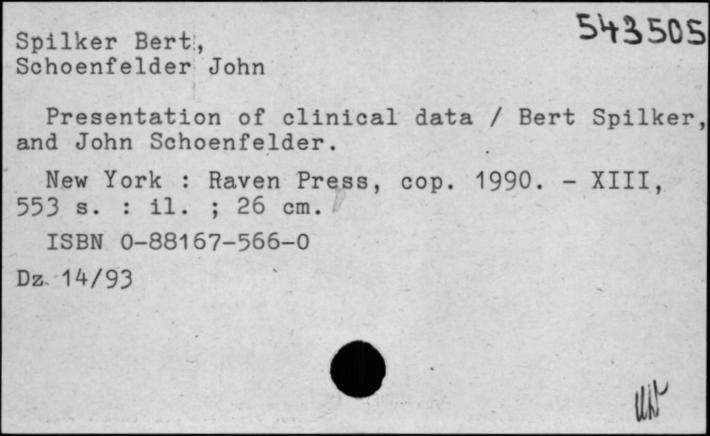 543505
Spilker Bert,
Schoenfelder John
Presentation of clinical data / Bert Spilker,
and John Schoenfelder.
New York : Raven Press, cop. 1990. - XIII,
553 s. : il. ; 26 cm.
ISBN 0-88167-566-0
Dz. 14/93